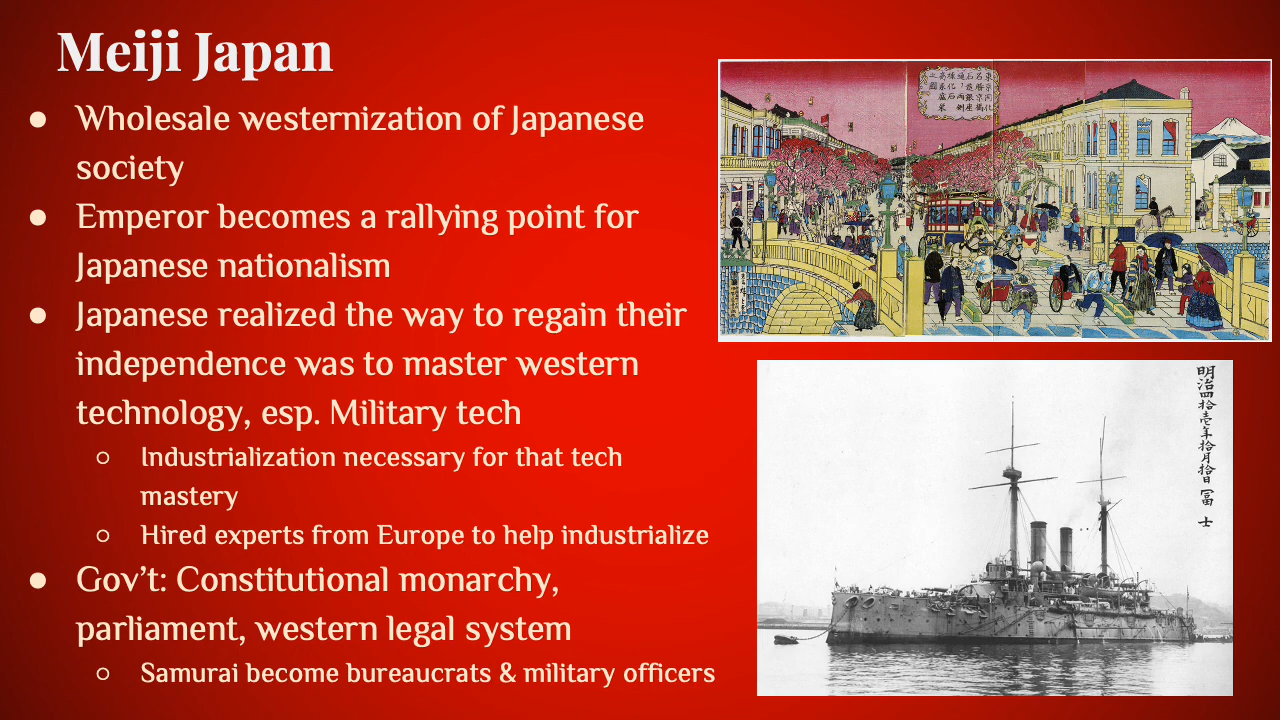 Meiji Japan
● Wholesale westernization of Japanese
society
● Emperor becomes a rallying point for
Japanese nationalism
● Japanese realized the way to regain their
independence was to master western
technology, esp. Military tech
○ Industrialization necessary for that tech
mastery
○ Hired experts from Europe to help industrialize
● Gov’t: Constitutional monarchy,
parliament, western legal system
○ Samurai become bureaucrats & military officers
明治四拾壱年拾月拾日 冨士